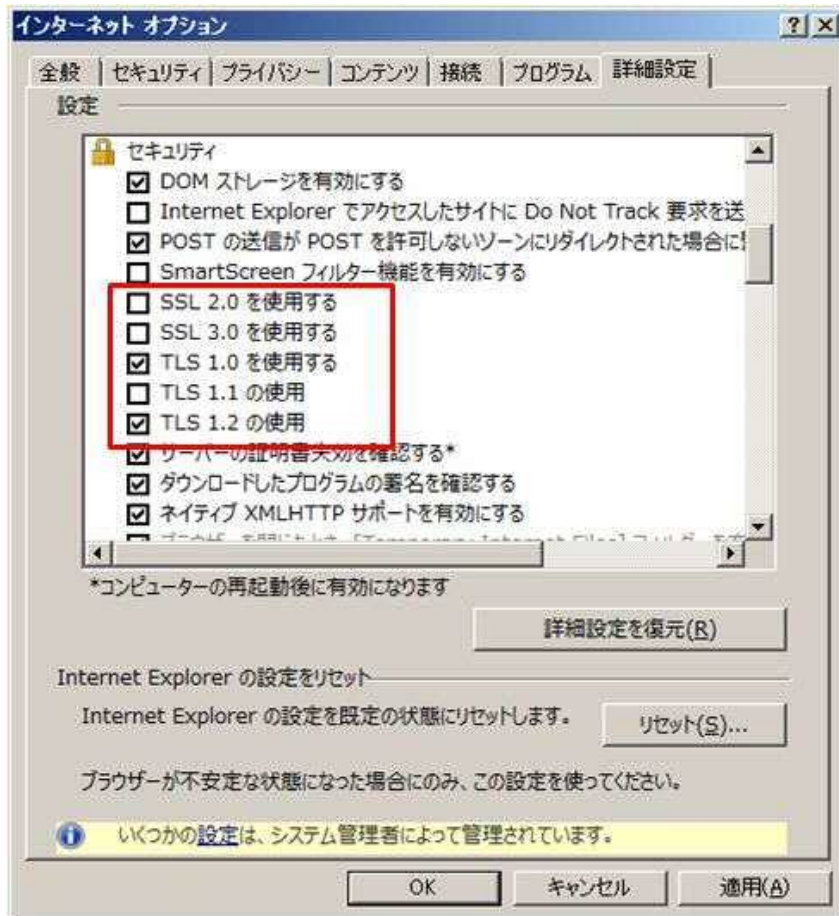 インターネット オプション
全般 セキュリティ プライバシー コンテンツ 接続 プログラム 詳細設定
設定
セキュリティ
DOM ストレージを有効にする
Internet Explorer でアクセスしたサイトに Do Not Track 要求を送
POST の送信が POST を許可しないゾーンにリダイレクトされた場合に
SmartScreen フィルター機能を有効にする
SSL 2.0 を使用する
SSL 3.0 を使用する
TLS 1.0 を使用する
TLS 1.1 の使用
TLS 1.2 の使用
サーバーの証明書失効を確認する*
ダウンロードしたプログラムの署名を確認する
ネイティブ XMLHTTP サポートを有効にする
*コンピューターの再起動後に有効になります
詳細設定を復元(R)
Internet Explorer の設定をリセット
Internet Explorer の設定を既定の状態にリセットします。
リセット(S)...
ブラウザーが不安定な状態になった場合にのみ、この設定を使ってください。
いくつかの設定は、システム管理者によって管理されています。
OK キャンセル 適用(A)